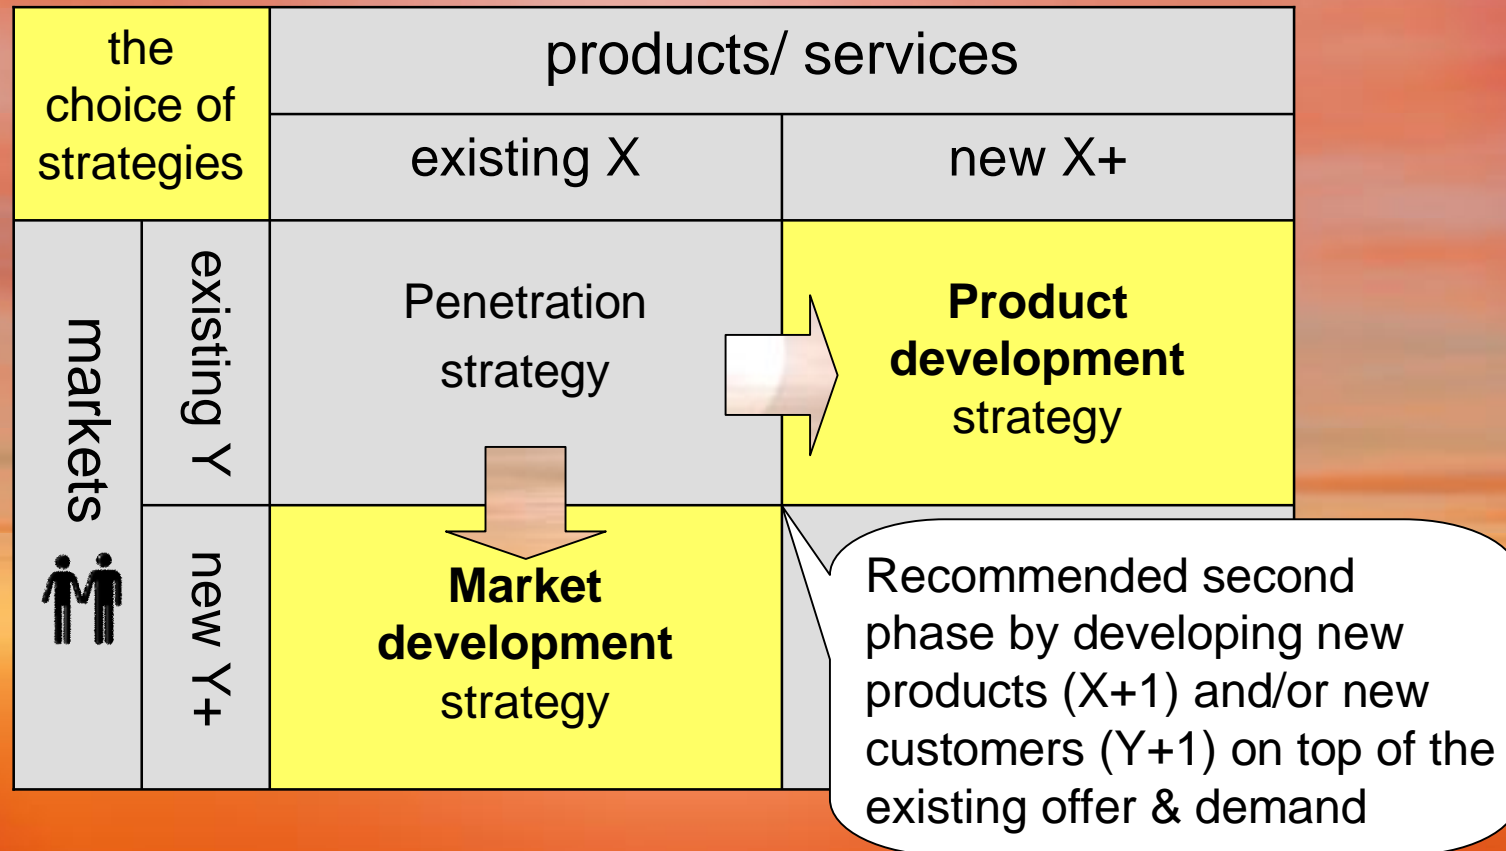 the
choice of
strategies
products/ services
existing X
new X+
markets
existing Y
Penetration
strategy
Product
development
strategy
new Y+
Market
development
strategy
Recommended second
phase by developing new
products (X+1) and/or new
customers (Y+1) on top of the
existing offer & demand